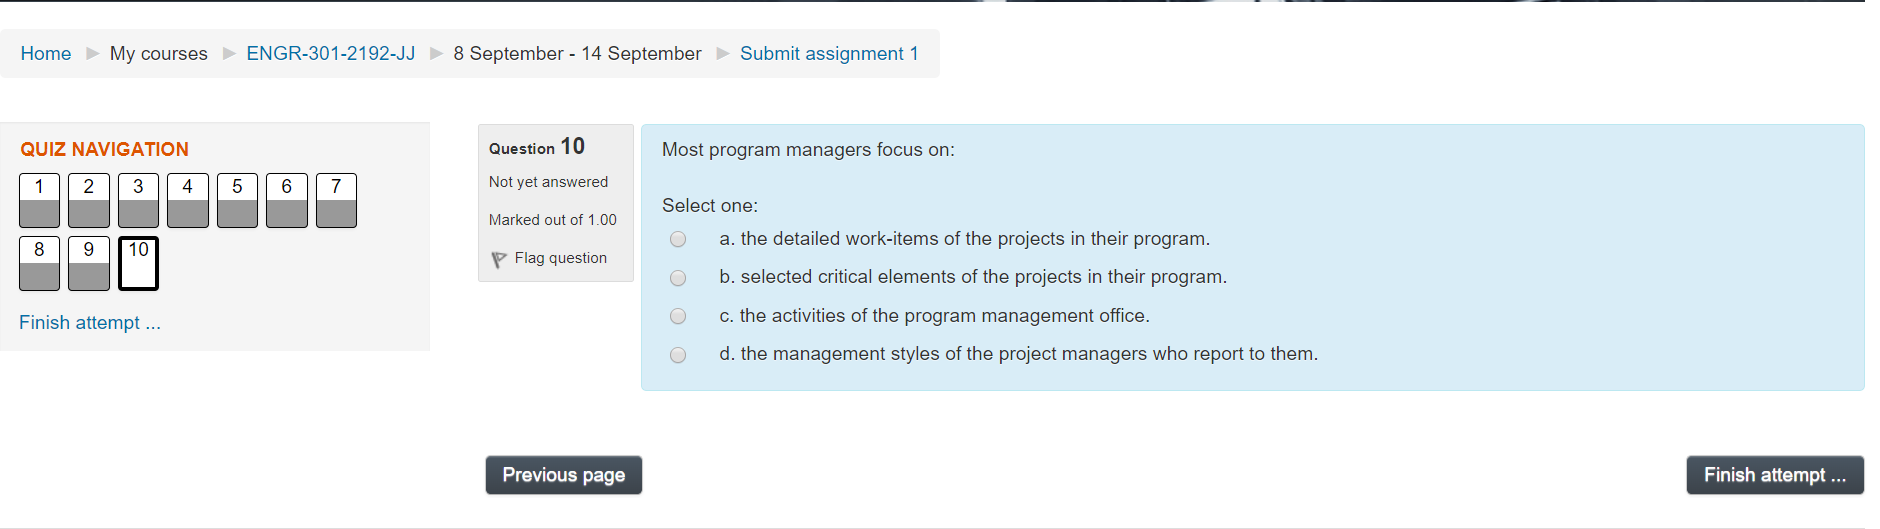 Home ▶ My courses ▶ ENGR-301-2192-JJ ▶ 8 September - 14 September ▶ Submit assignment 1
QUIZ NAVIGATION
1 2 3 4 5 6 7
8 9 10
Finish attempt ...
Question 10
Not yet answered
Marked out of 1.00
Flag question
Most program managers focus on:
Select one:
a. the detailed work-items of the projects in their program.
b. selected critical elements of the projects in their program.
c. the activities of the program management office.
d. the management styles of the project managers who report to them.
Previous page
Finish attempt ...